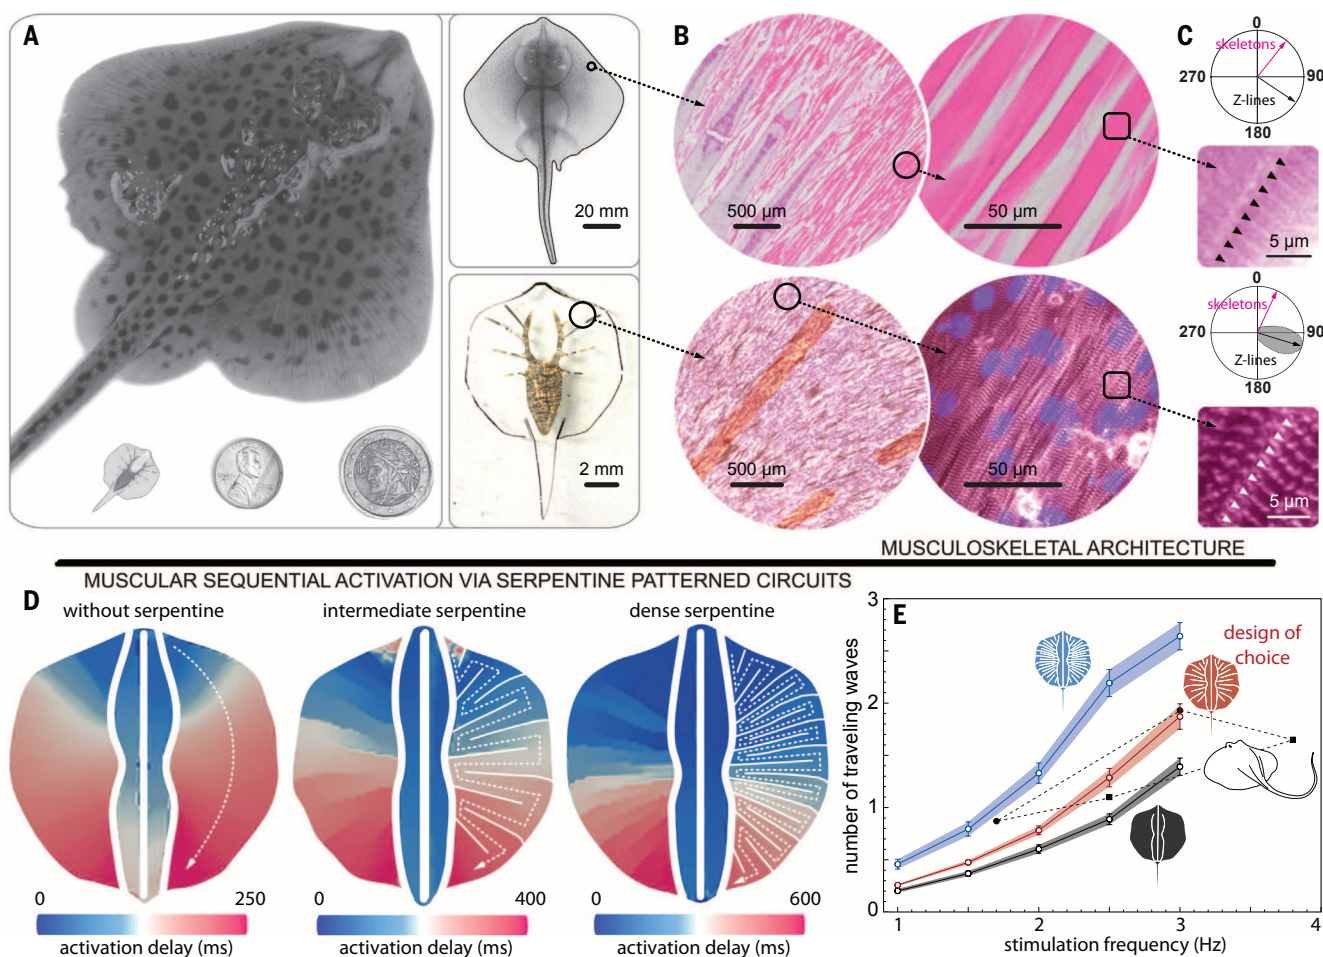 A
20 mm
2 mm
B
500 µm
50 µm
500 µm
50 µm
C
0
skeletons
270
90
Z-lines
180
5 µm
0
skeletons
270
90
Z-lines
180
5 µm
MUSCULOSKELETAL ARCHITECTURE
MUSCULAR SEQUENTIAL ACTIVATION VIA SERPENTINE PATTERNED CIRCUITS
D
without serpentine
intermediate serpentine
dense serpentine
0
250
activation delay (ms)
0
400
activation delay (ms)
0
600
activation delay (ms)
E
design of
choice
number of traveling waves
3
2
1
0
1
2
3
4
stimulation frequency (Hz)